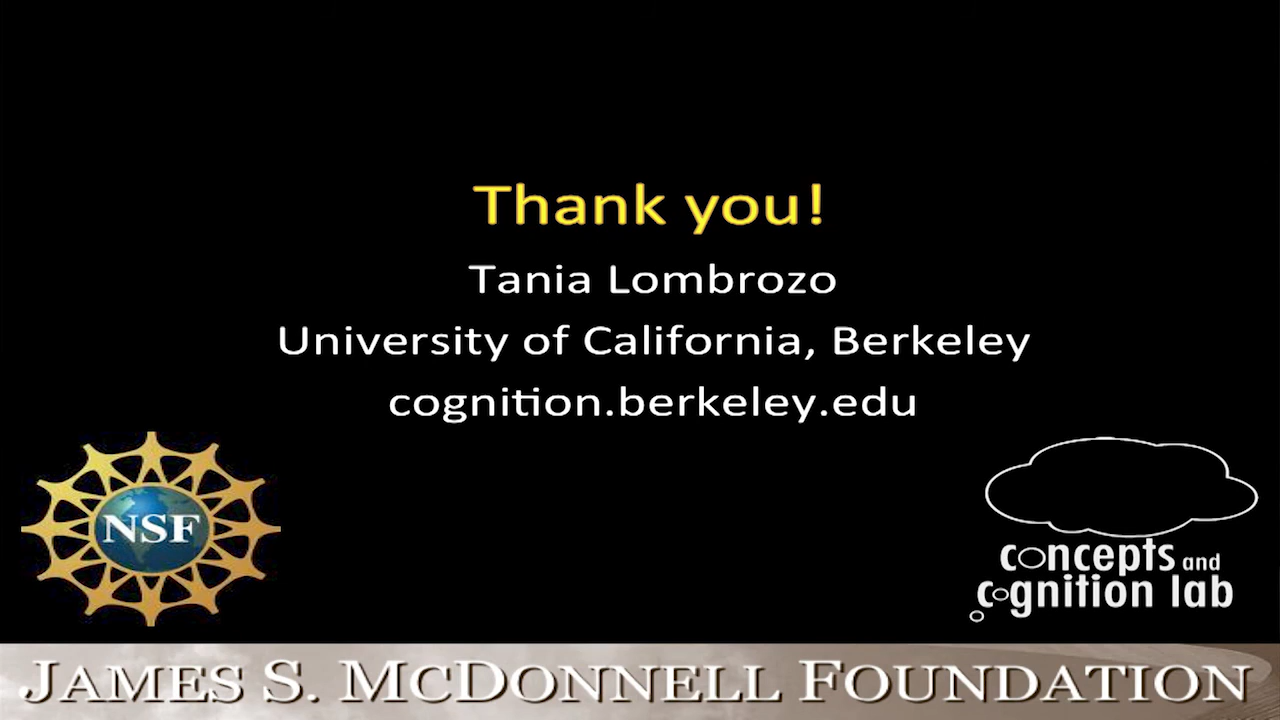 Thank you!
Tania Lombrozo
University of California, Berkeley
cognition.berkeley.edu
NSF
concepts and
cognition lab
JAMES S. MCDONNELL FOUNDATION